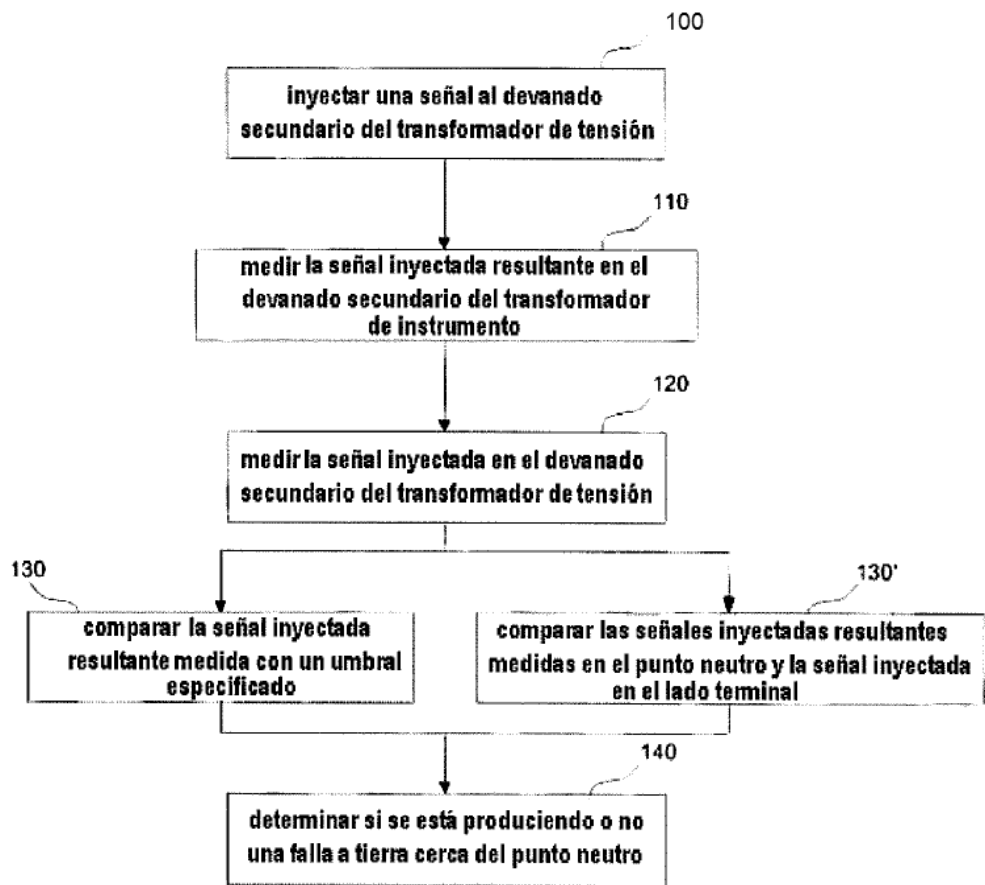 100
inyectar una señal al devanado
secundario del transformador de tensión
110
medir la señal inyectada resultante en el
devanado secundario del transformador
de instrumento
120
medir la señal inyectada en el devanado
secundario del transformador de tensión
130
comparar la señal inyectada
resultante medida con un umbral
especificado
130'
comparar las señales inyectadas resultantes
medidas en el punto neutro y la señal inyectada
en el lado terminal
140
determinar si se está produciendo o no
una falla a tierra cerca del punto neutro